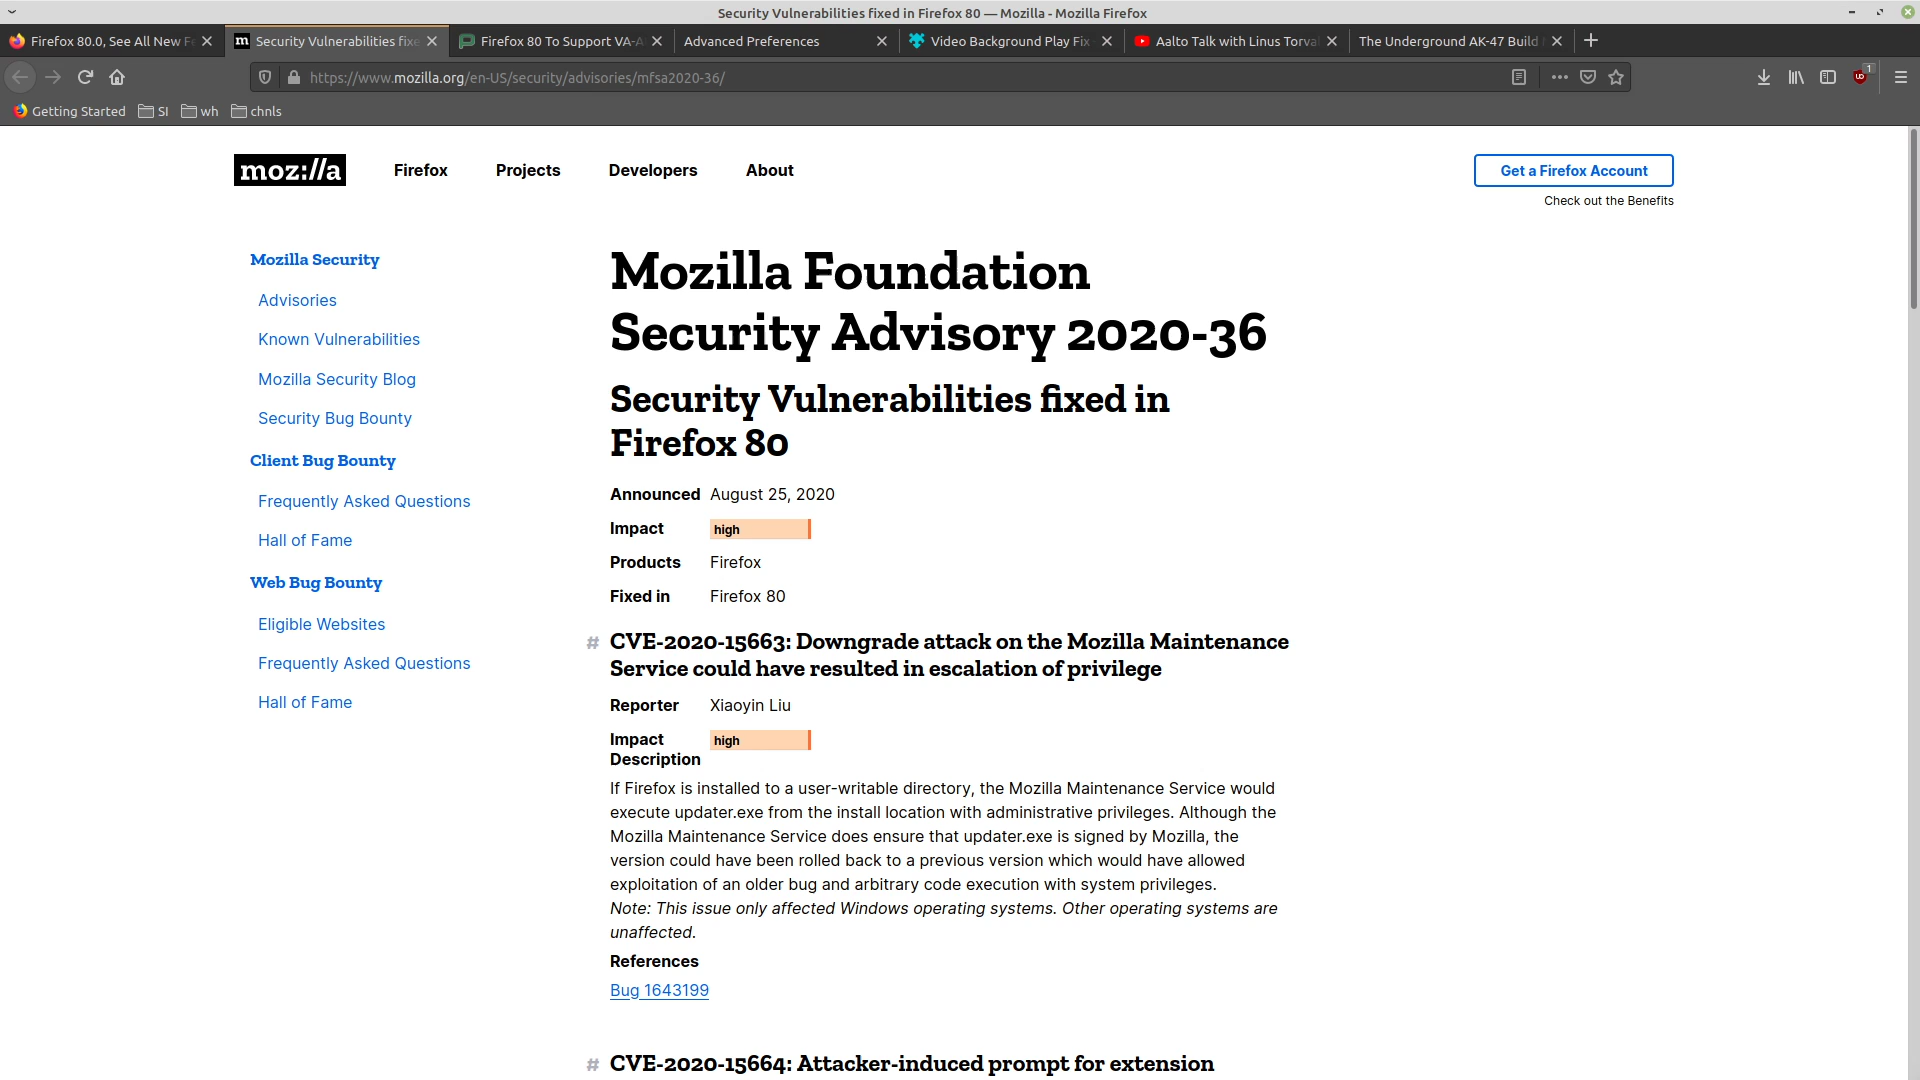 Security Vulnerabilities fixed in Firefox 80 — Mozilla - Mozilla Firefox
Firefox 80.0, See All New Fe
Security Vulnerabilities fixe
Firefox 80 To Support VA-A
Advanced Preferences
Video Background Play Fix
Aalto Talk with Linus Torval
The Underground AK-47 Build
https://www.mozilla.org/en-US/security/advisories/mfsa2020-36/
1
Getting Started
SI
wh
chnls
moz://a
Firefox
Projects
Developers
About
Get a Firefox Account
Check out the Benefits
Mozilla Security
Advisories
Known Vulnerabilities
Mozilla Security Blog
Security Bug Bounty
Client Bug Bounty
Frequently Asked Questions
Hall of Fame
Web Bug Bounty
Eligible Websites
Frequently Asked Questions
Hall of Fame
Mozilla Foundation
Security Advisory 2020-36
Security Vulnerabilities fixed in
Firefox 80
Announced August 25, 2020
Impact high
Products Firefox
Fixed in Firefox 80
# CVE-2020-15663: Downgrade attack on the Mozilla Maintenance
Service could have resulted in escalation of privilege
Reporter Xiaoyin Liu
Impact high
Description
If Firefox is installed to a user-writable directory, the Mozilla Maintenance Service would
execute updater.exe from the install location with administrative privileges. Although the
Mozilla Maintenance Service does ensure that updater.exe is signed by Mozilla, the
version could have been rolled back to a previous version which would have allowed
exploitation of an older bug and arbitrary code execution with system privileges.
Note: This issue only affected Windows operating systems. Other operating systems are
unaffected.
References
Bug 1643199
# CVE-2020-15664: Attacker-induced prompt for extension